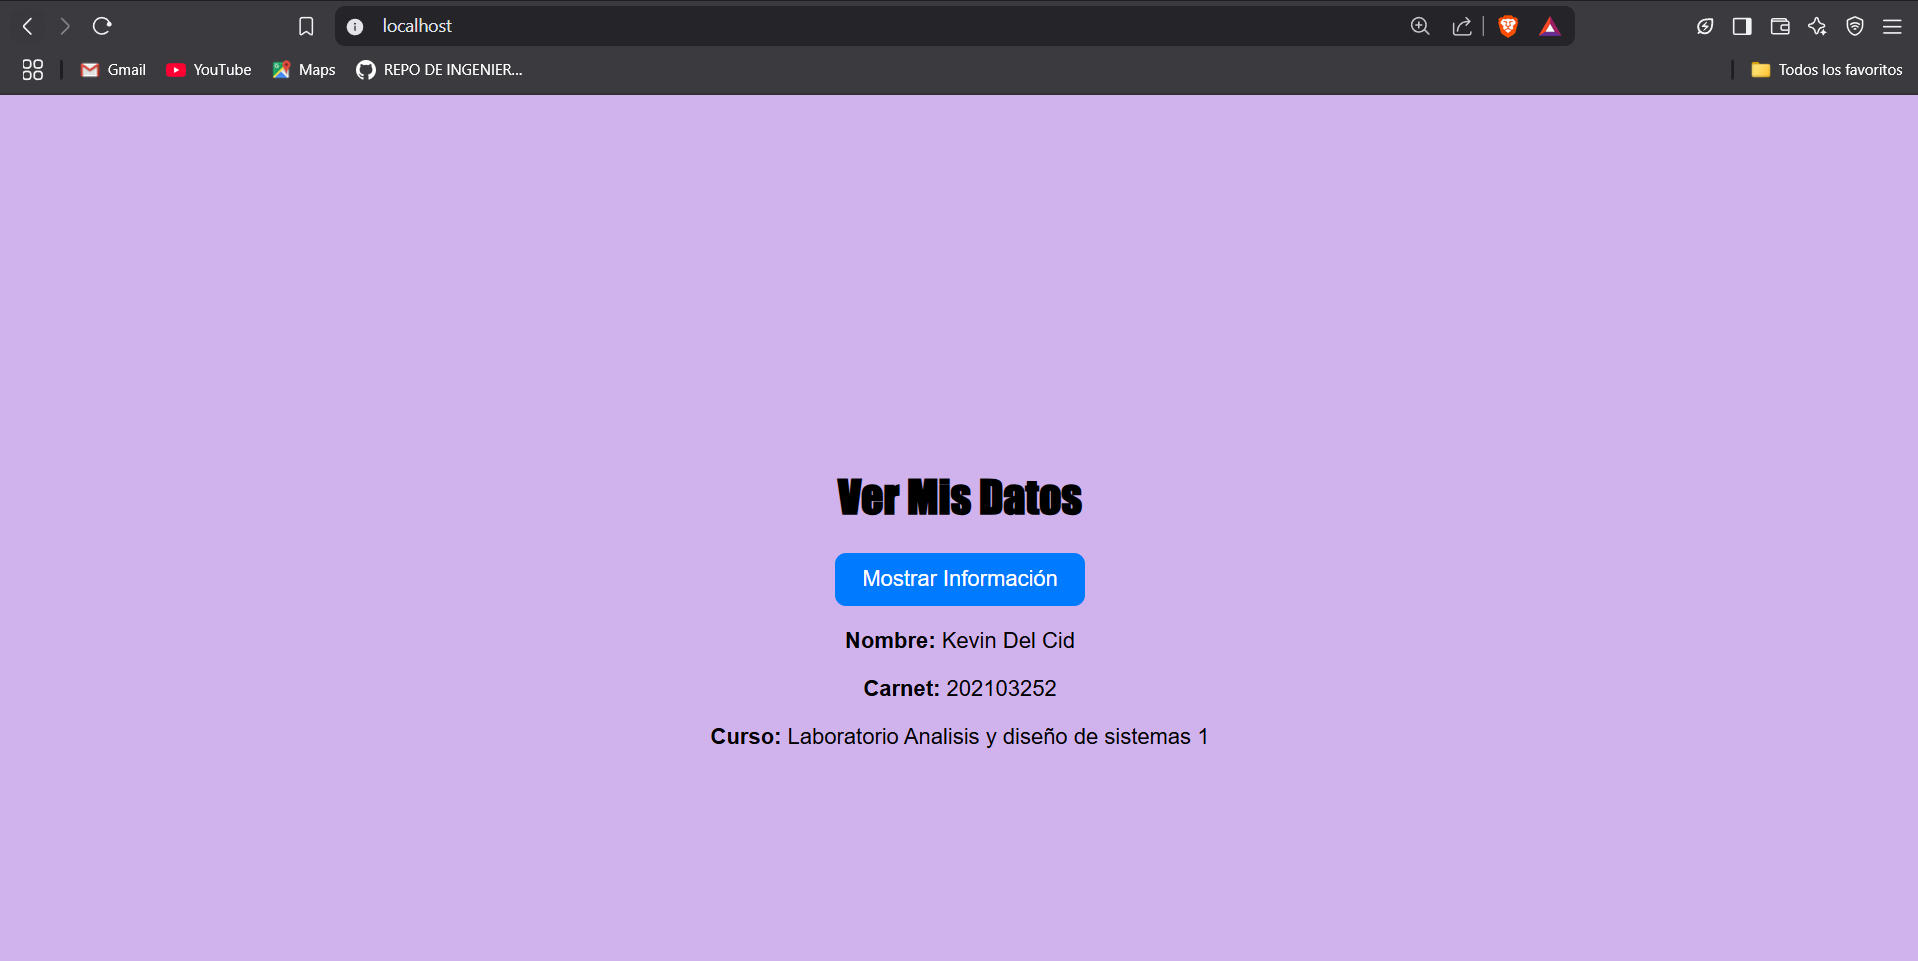 localhost
Gmail YouTube Maps REPO DE INGENIER... Todos los favoritos
Ver Mis Datos
Mostrar Información
Nombre: Kevin Del Cid
Carnet: 202103252
Curso: Laboratorio Analisis y diseño de sistemas 1